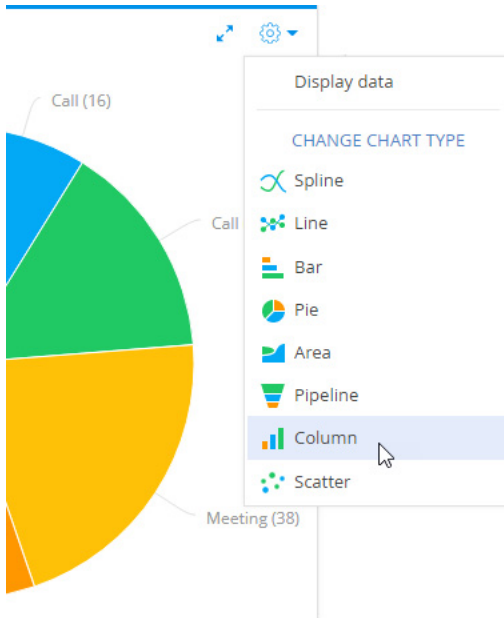 Display data
Call (16)
CHANGE CHART TYPE
Spline
Call
Line
Bar
Pie
Area
Pipeline
Column
Scatter
Meeting (38)